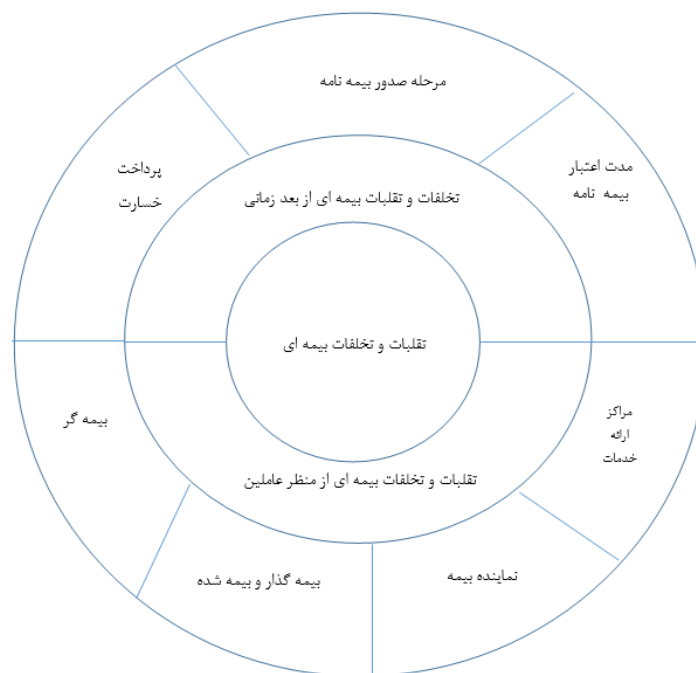 مرحله صدور بیمه نامه
مدت اعتبار
بیمه نامه
پرداخت
خسارت
تخلفات و تقلبات بیمه ای از بعد زمانی
تقلبات و تخلفات بیمه ای
مراکز
ارائه
خدمات
بیمه گر
تقلبات و تخلفات بیمه ای از منظر عاملین
نماینده بیمه
بیمه گذار و بیمه شده